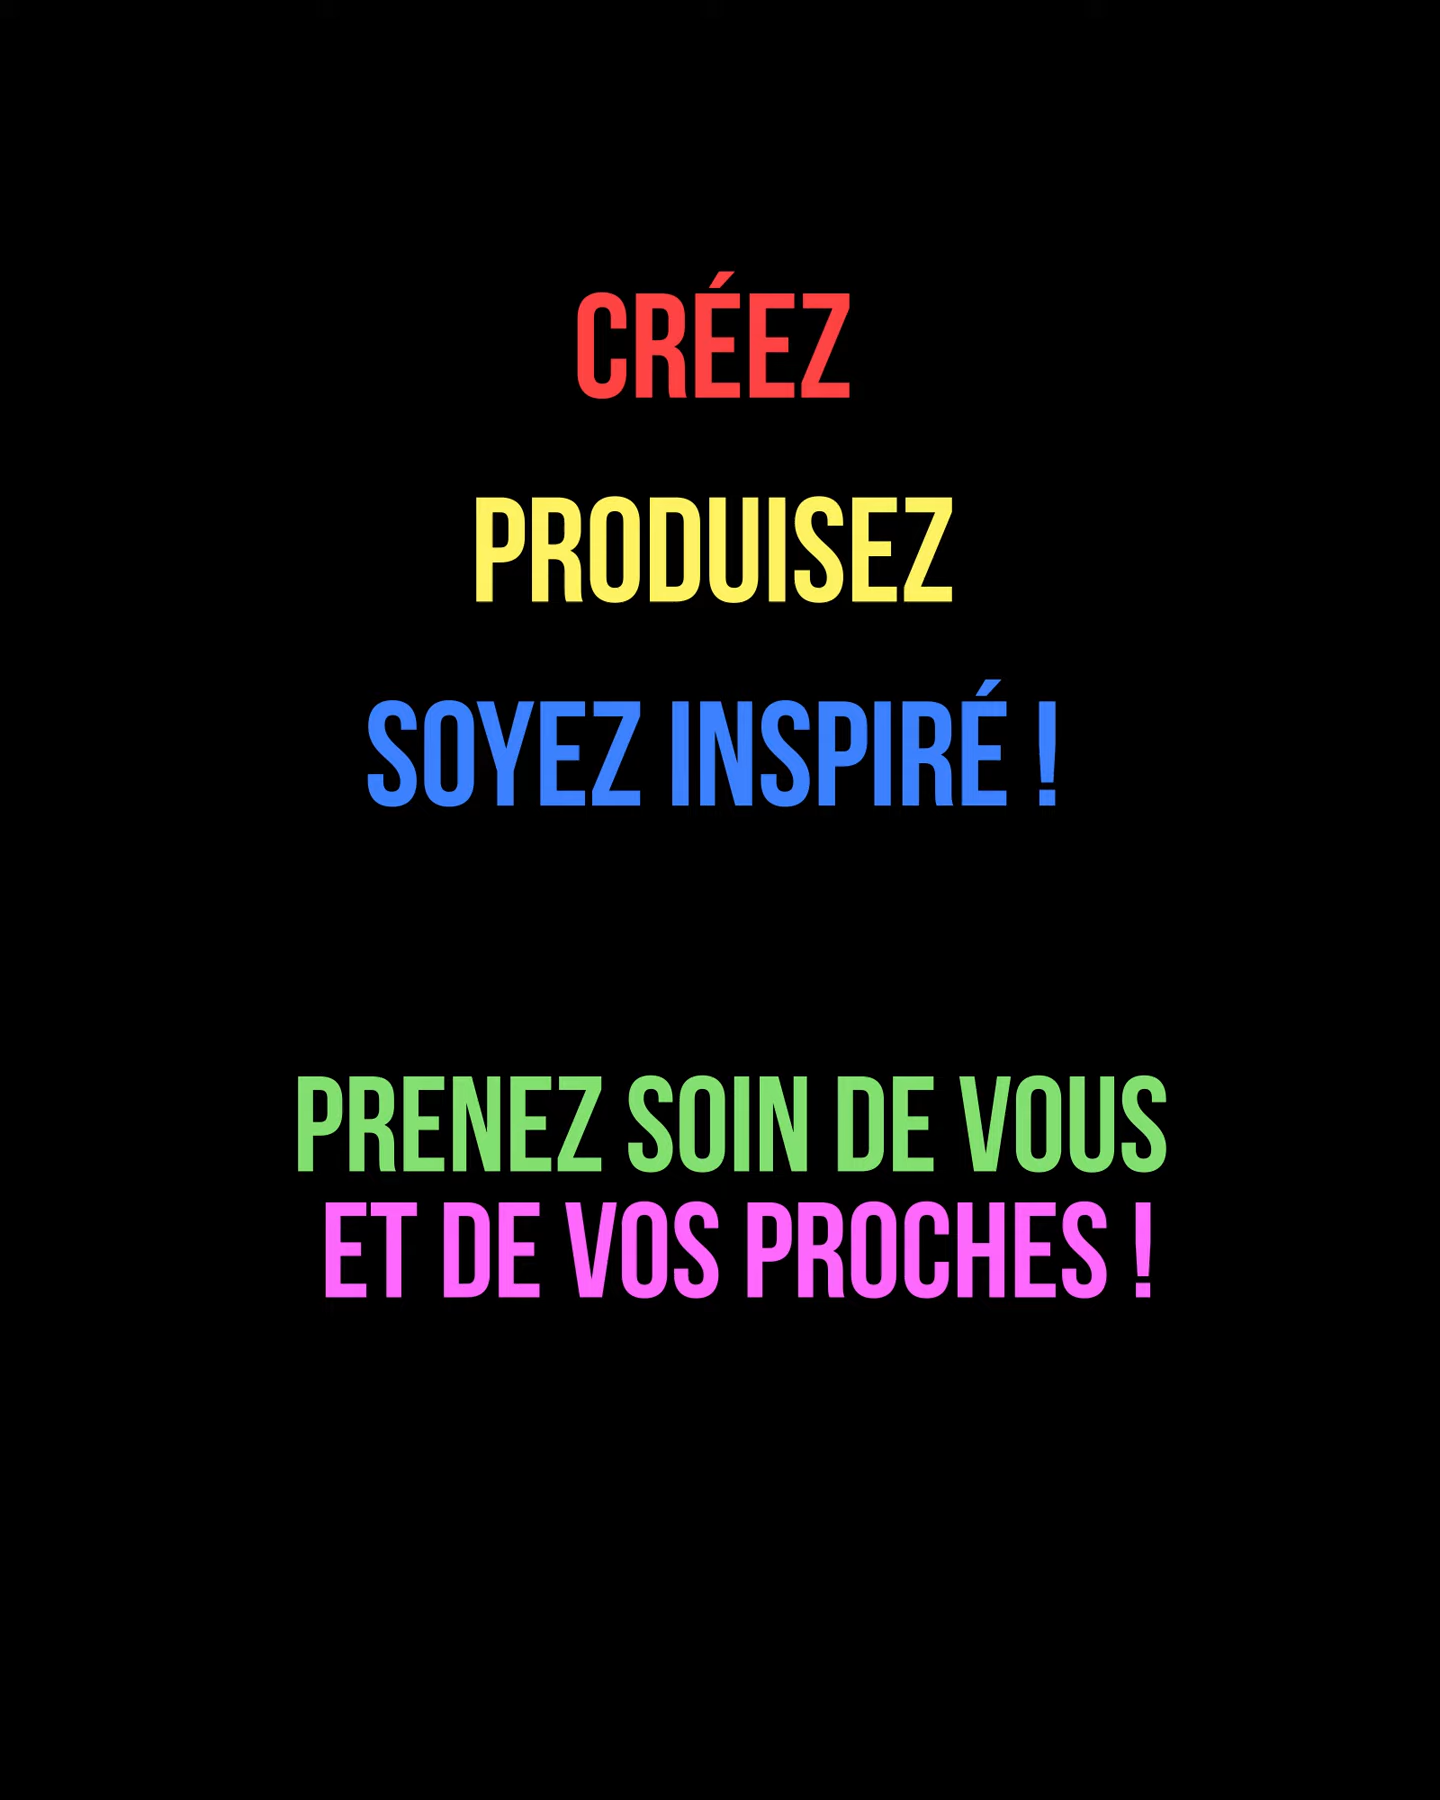 CRÉEZ
PRODUISEZ
SOYEZ INSPIRÉ !
PRENEZ SOIN DE VOUS
ET DE VOS PROCHES !